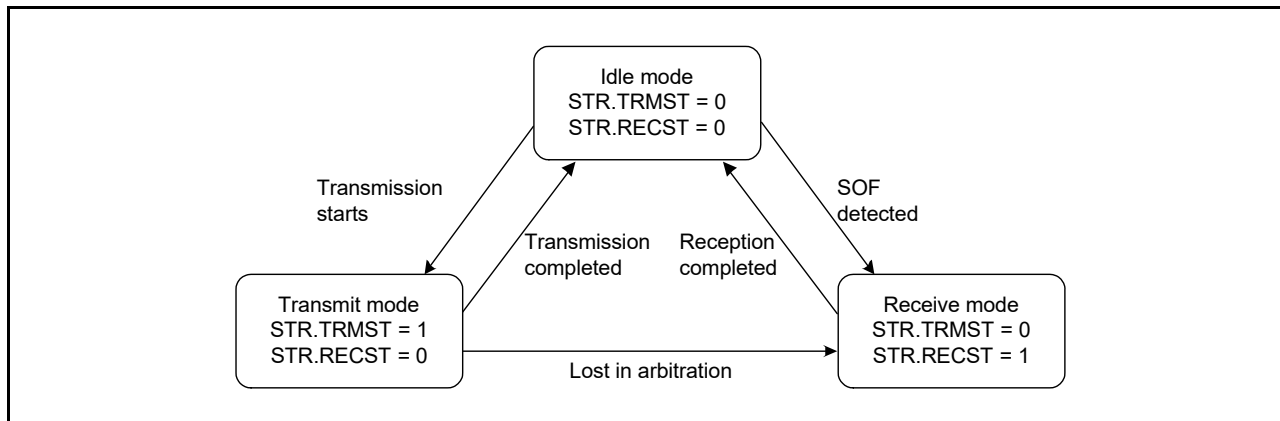 Idle mode
STR.TRMST = 0
STR.RECST = 0
Transmission
starts
SOF
detected
Transmission
completed
Reception
completed
Transmit mode
STR.TRMST = 1
STR.RECST = 0
Receive mode
STR.TRMST = 0
STR.RECST = 1
Lost in arbitration